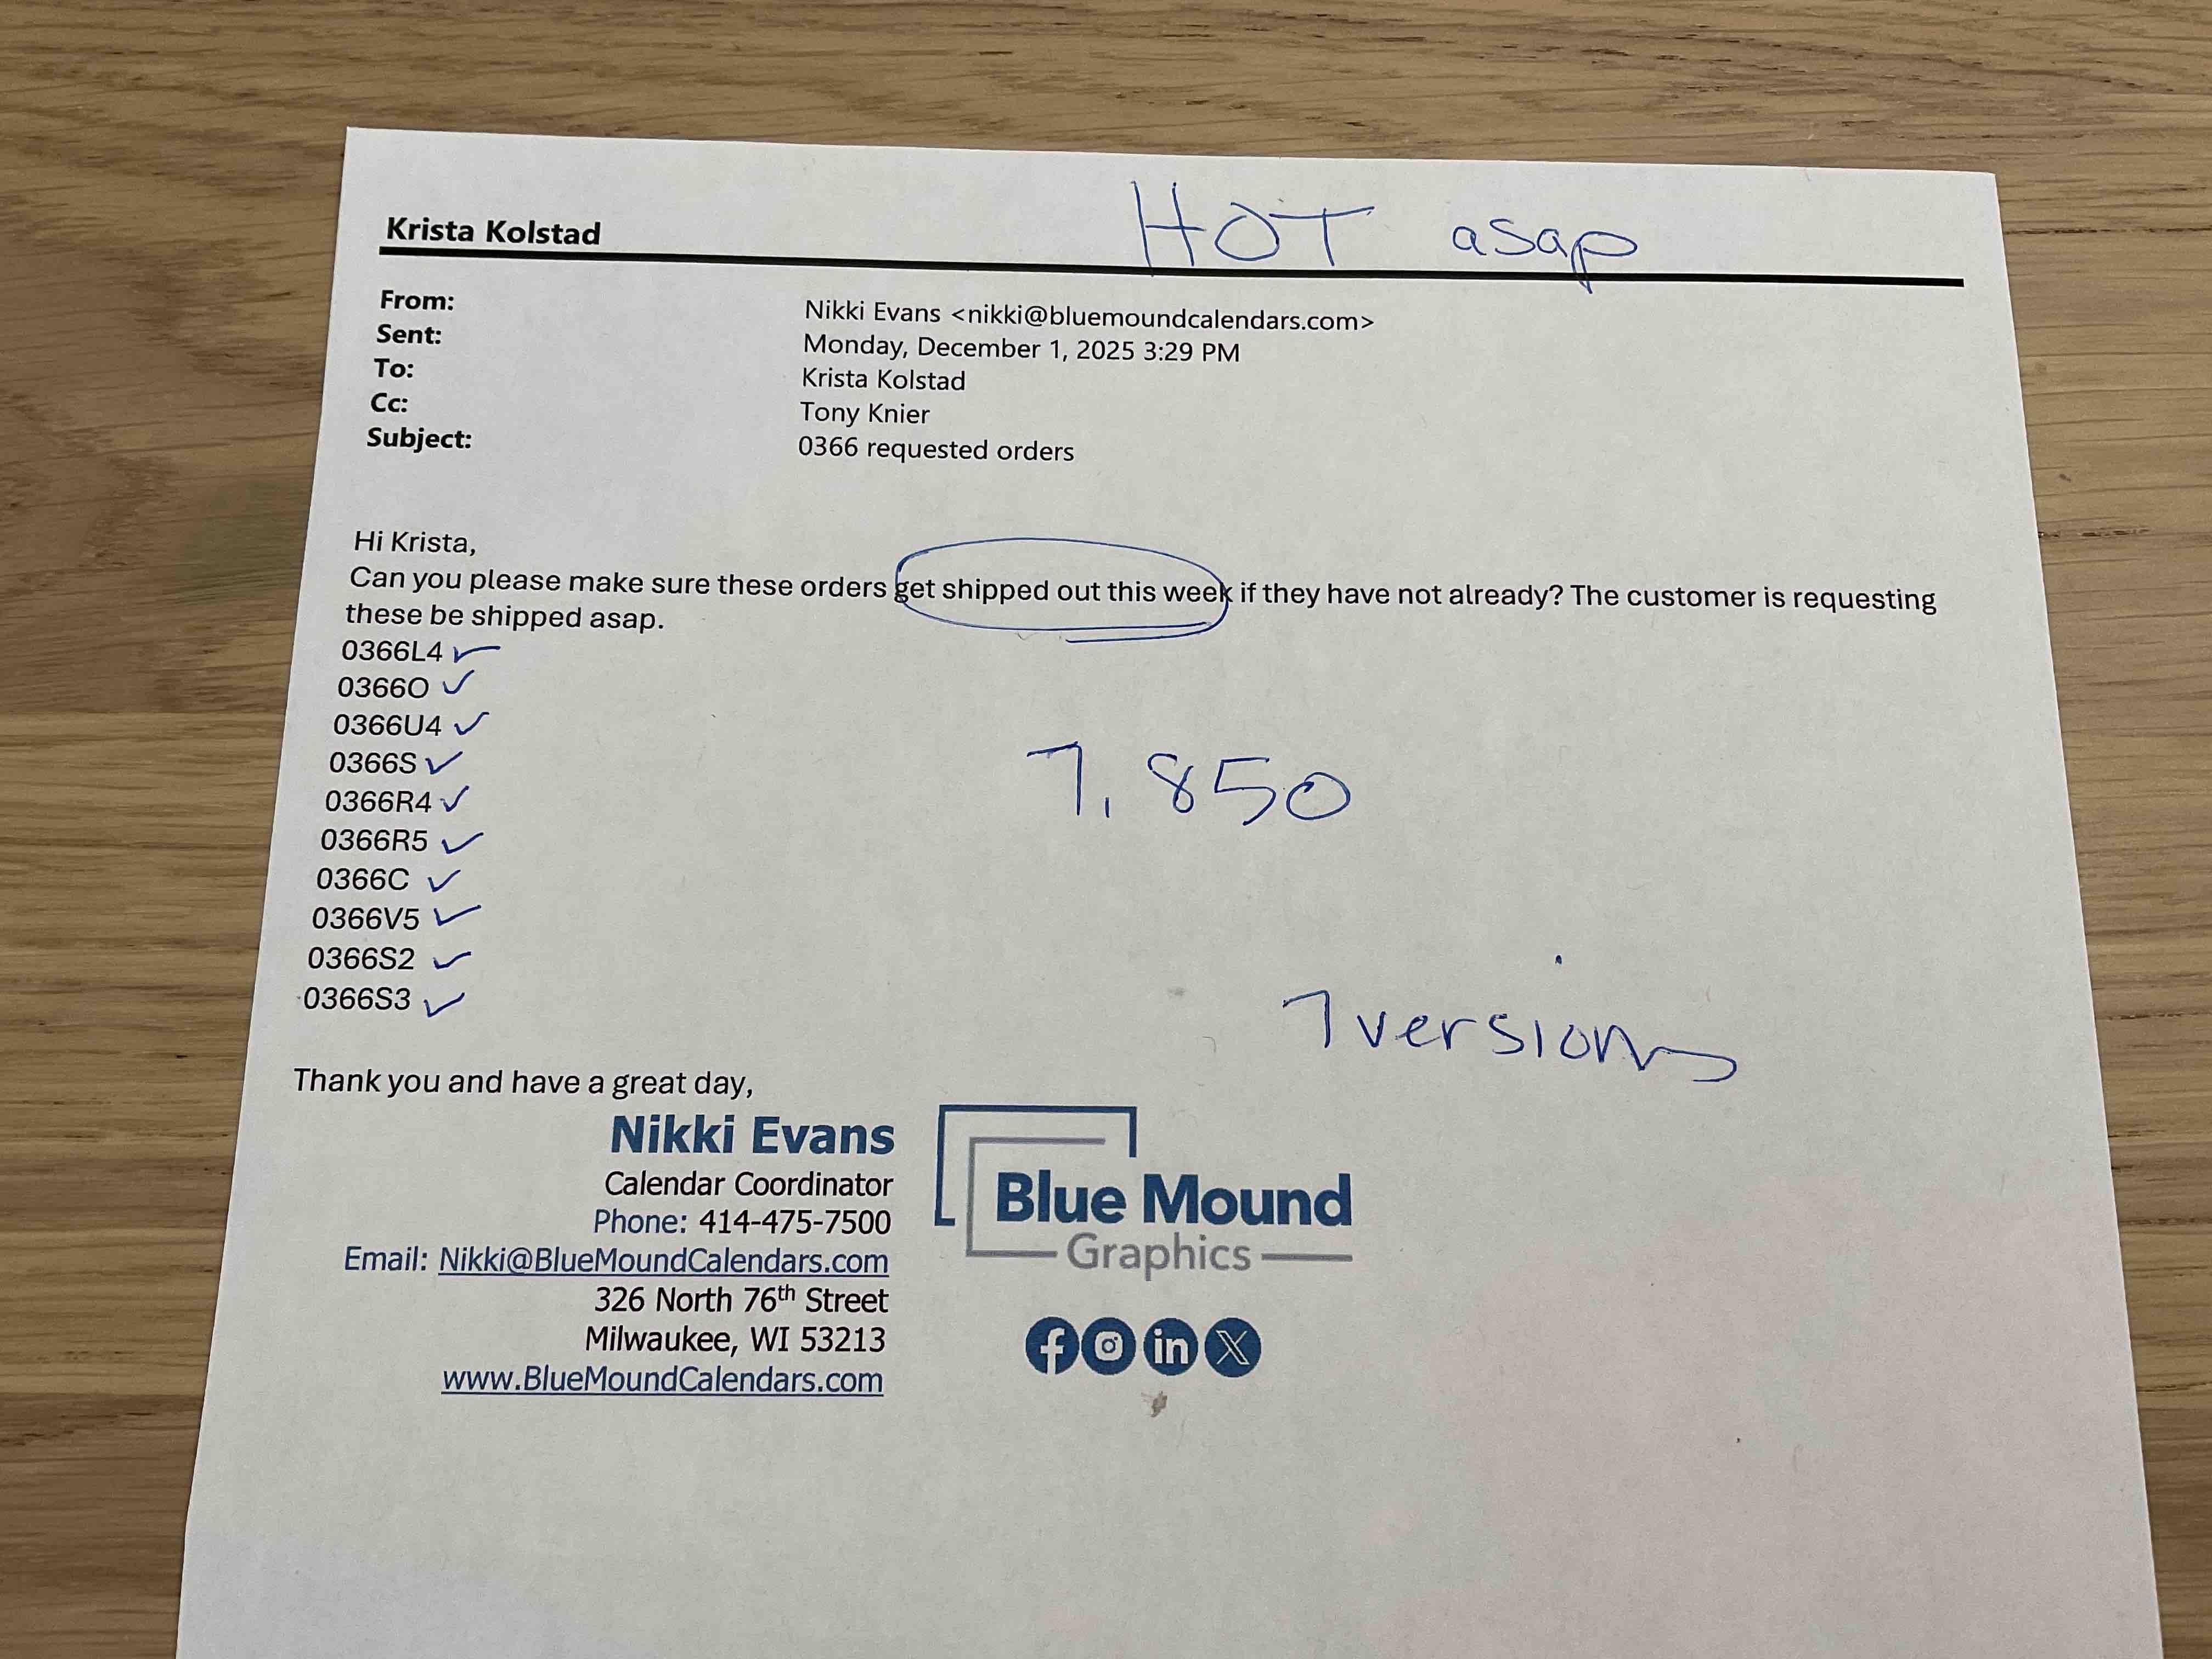 HOT asap
Krista Kolstad
From: Nikki Evans <nikki@bluemoundcalendars.com>
Sent: Monday, December 1, 2025 3:29 PM
To: Krista Kolstad
Cc: Tony Knier
Subject: 0366 requested orders
Hi Krista,
Can you please make sure these orders get shipped out this week if they have not already? The customer is requesting
these be shipped asap.
0366L4 ✓
0366O ✓
0366U4 ✓
0366S ✓
0366R4 ✓
0366R5 ✓
0366C ✓
0366V5 ✓
0366S2 ✓
0366S3 ✓
7,850
7 versions
Thank you and have a great day,
Nikki Evans
Calendar Coordinator
Phone: 414-475-7500
Email: Nikki@BlueMoundCalendars.com
326 North 76th Street
Milwaukee, WI 53213
www.BlueMoundCalendars.com
Blue Mound
Graphics